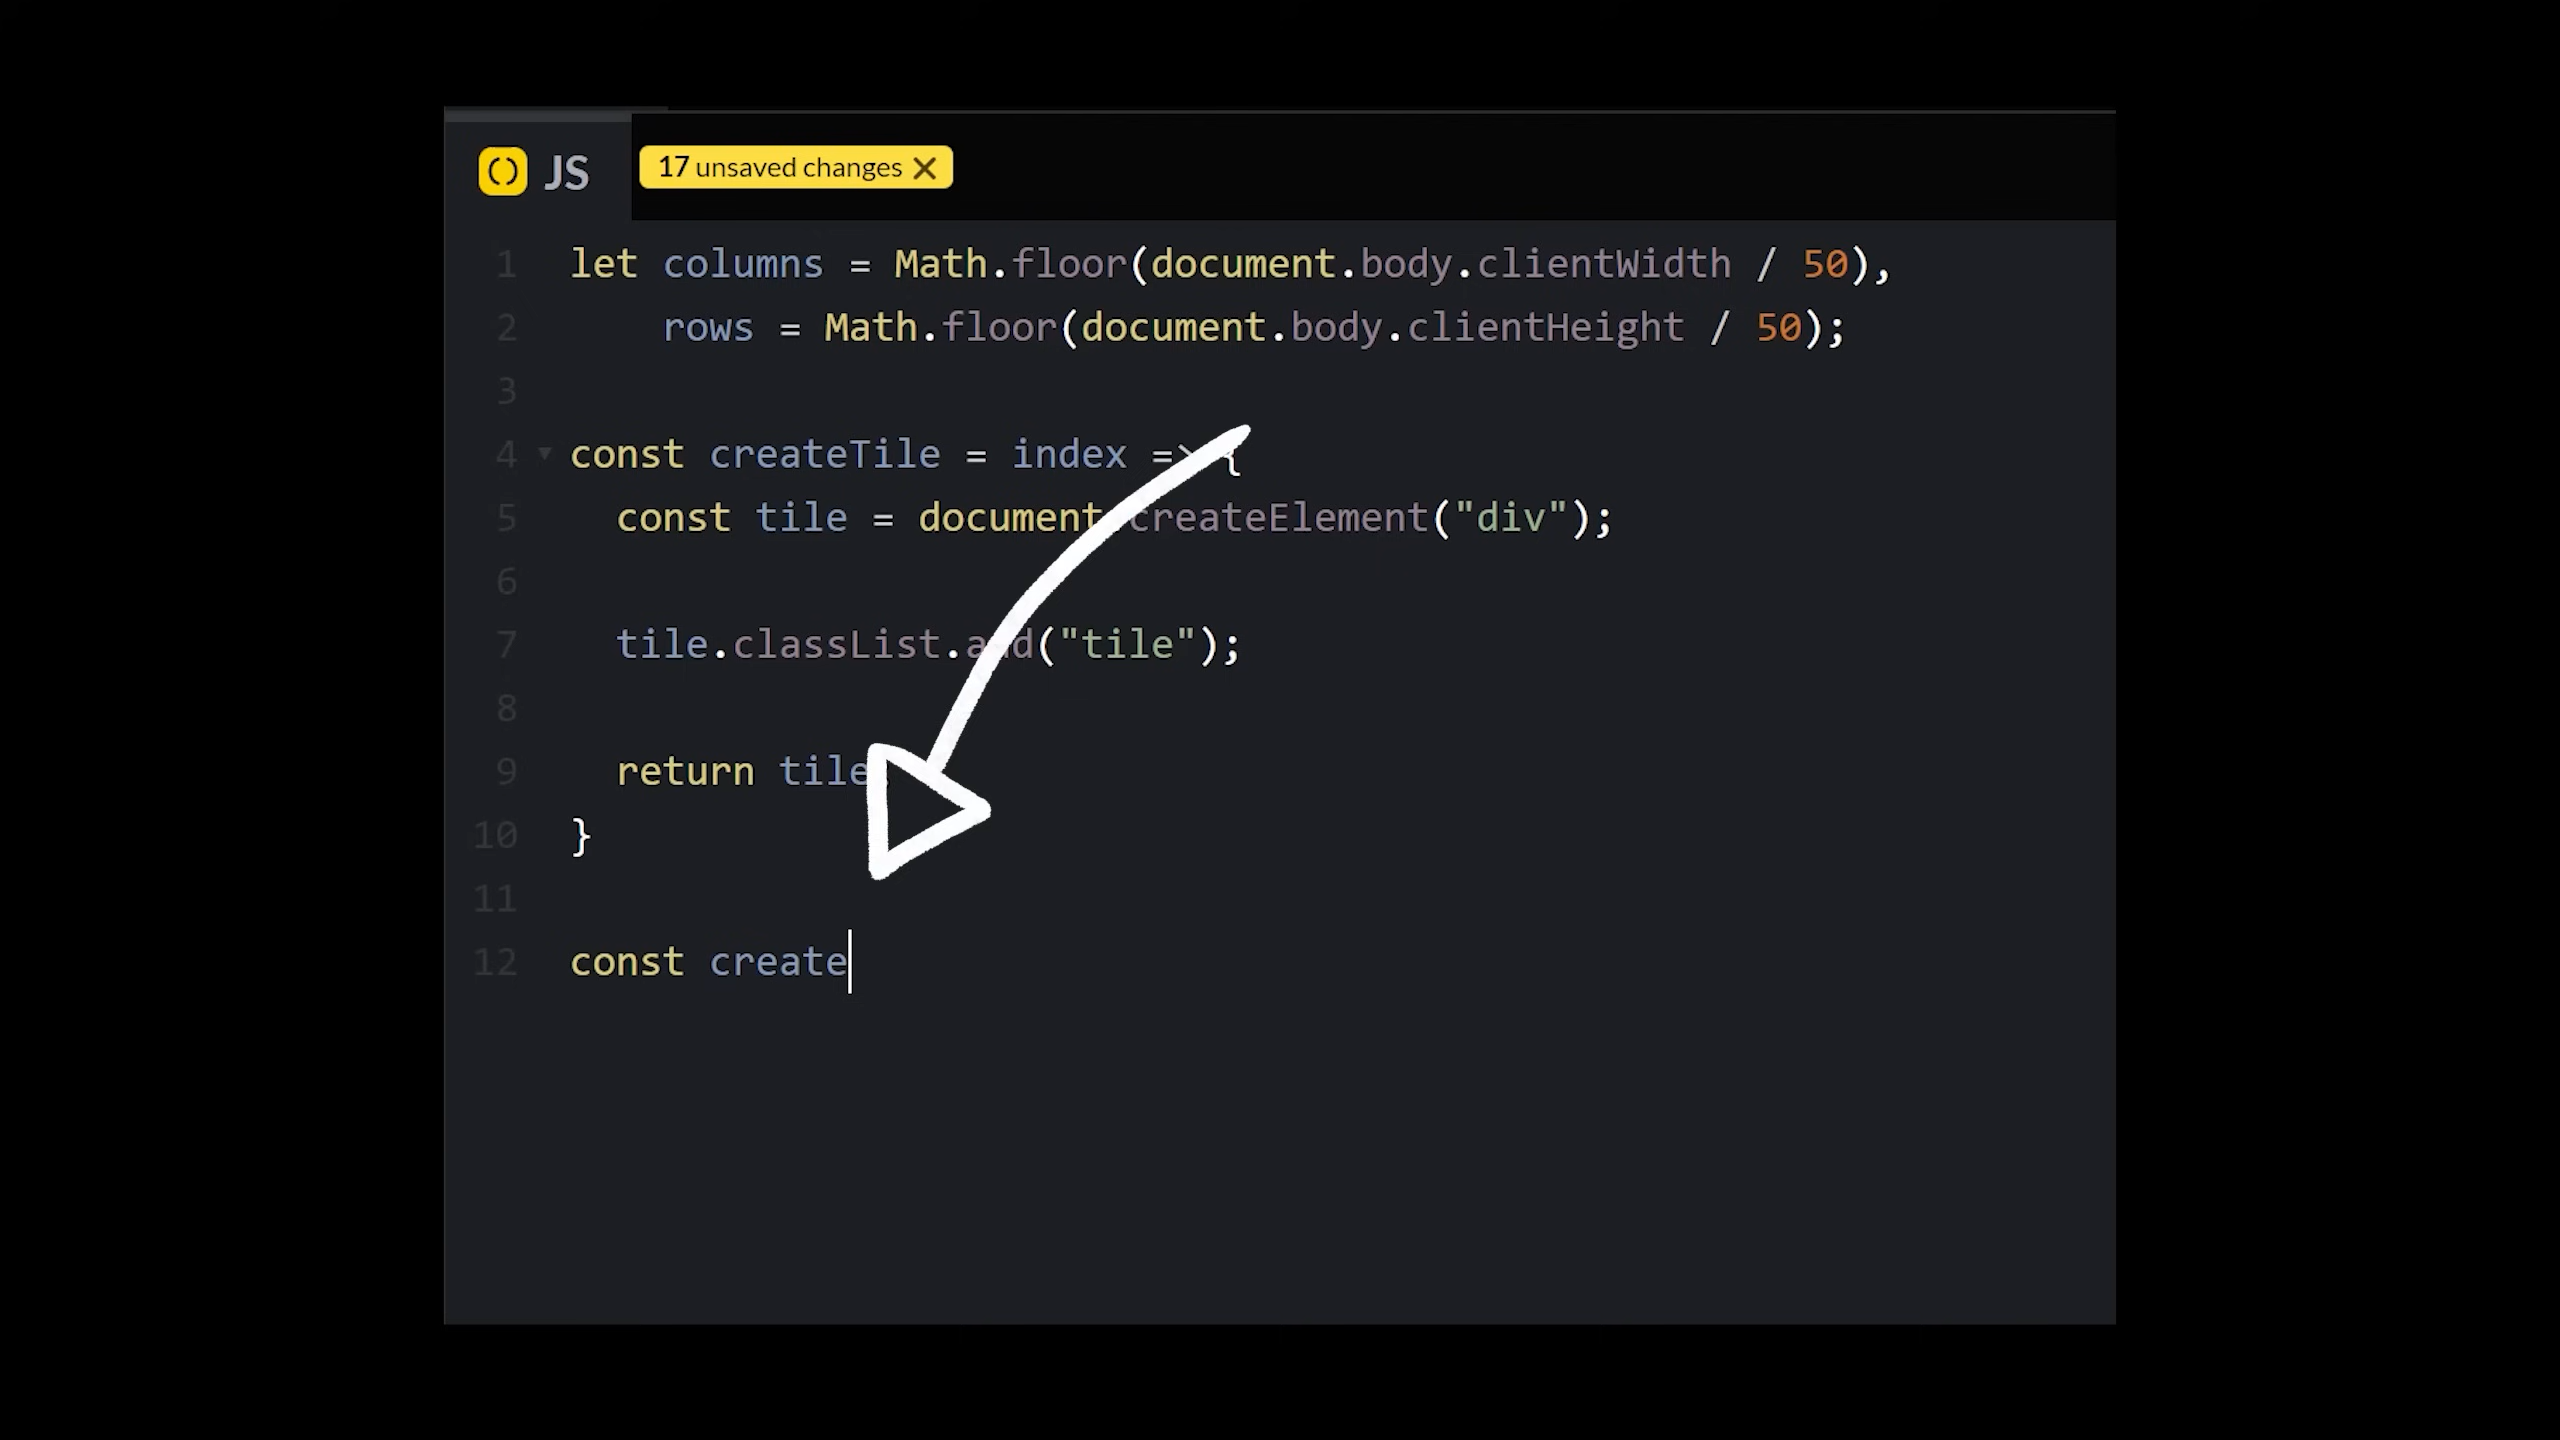 JS 17 unsaved changes
1 let columns = Math.floor(document.body.clientWidth / 50),
2 rows = Math.floor(document.body.clientHeight / 50);
3
4 const createTile = index => {
5 const tile = document.createElement("div");
6
7 tile.classList.add("tile");
8
9 return tile
10 }
11
12 const create